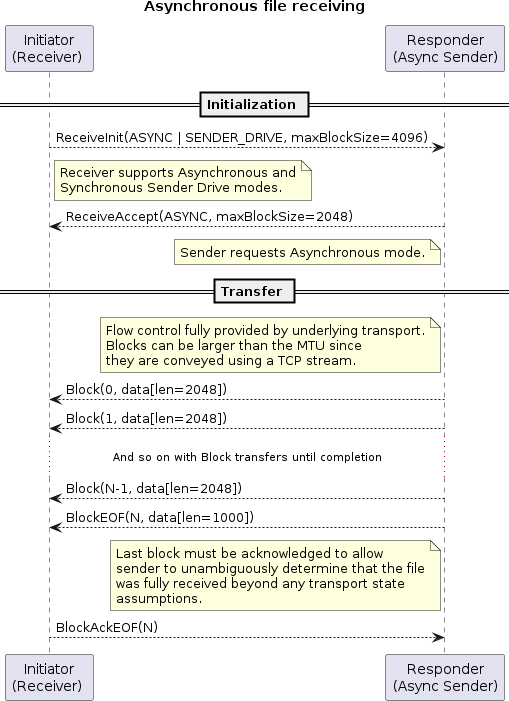 Asynchronous file receiving
Initiator
(Receiver)
Responder
(Async Sender)
Initialization
ReceiveInit(ASYNC | SENDER_DRIVE, maxBlockSize=4096)
Receiver supports Asynchronous and
Synchronous Sender Drive modes.
ReceiveAccept(ASYNC, maxBlockSize=2048)
Sender requests Asynchronous mode.
Transfer
Flow control fully provided by underlying transport.
Blocks can be larger than the MTU since
they are conveyed using a TCP stream.
Block(0, data[len=2048])
Block(1, data[len=2048])
And so on with Block transfers until completion
Block(N-1, data[len=2048])
BlockEOF(N, data[len=1000])
Last block must be acknowledged to allow
sender to unambiguously determine that the file
was fully received beyond any transport state
assumptions.
BlockAckEOF(N)
Initiator
(Receiver)
Responder
(Async Sender)